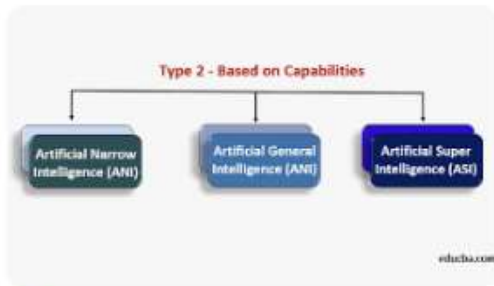 Type 2 - Based on Capabilities
Artificial Narrow
Intelligence (ANI)
Artificial General
Intelligence (ANI)
Artificial Super
Intelligence (ASI)
educba.com